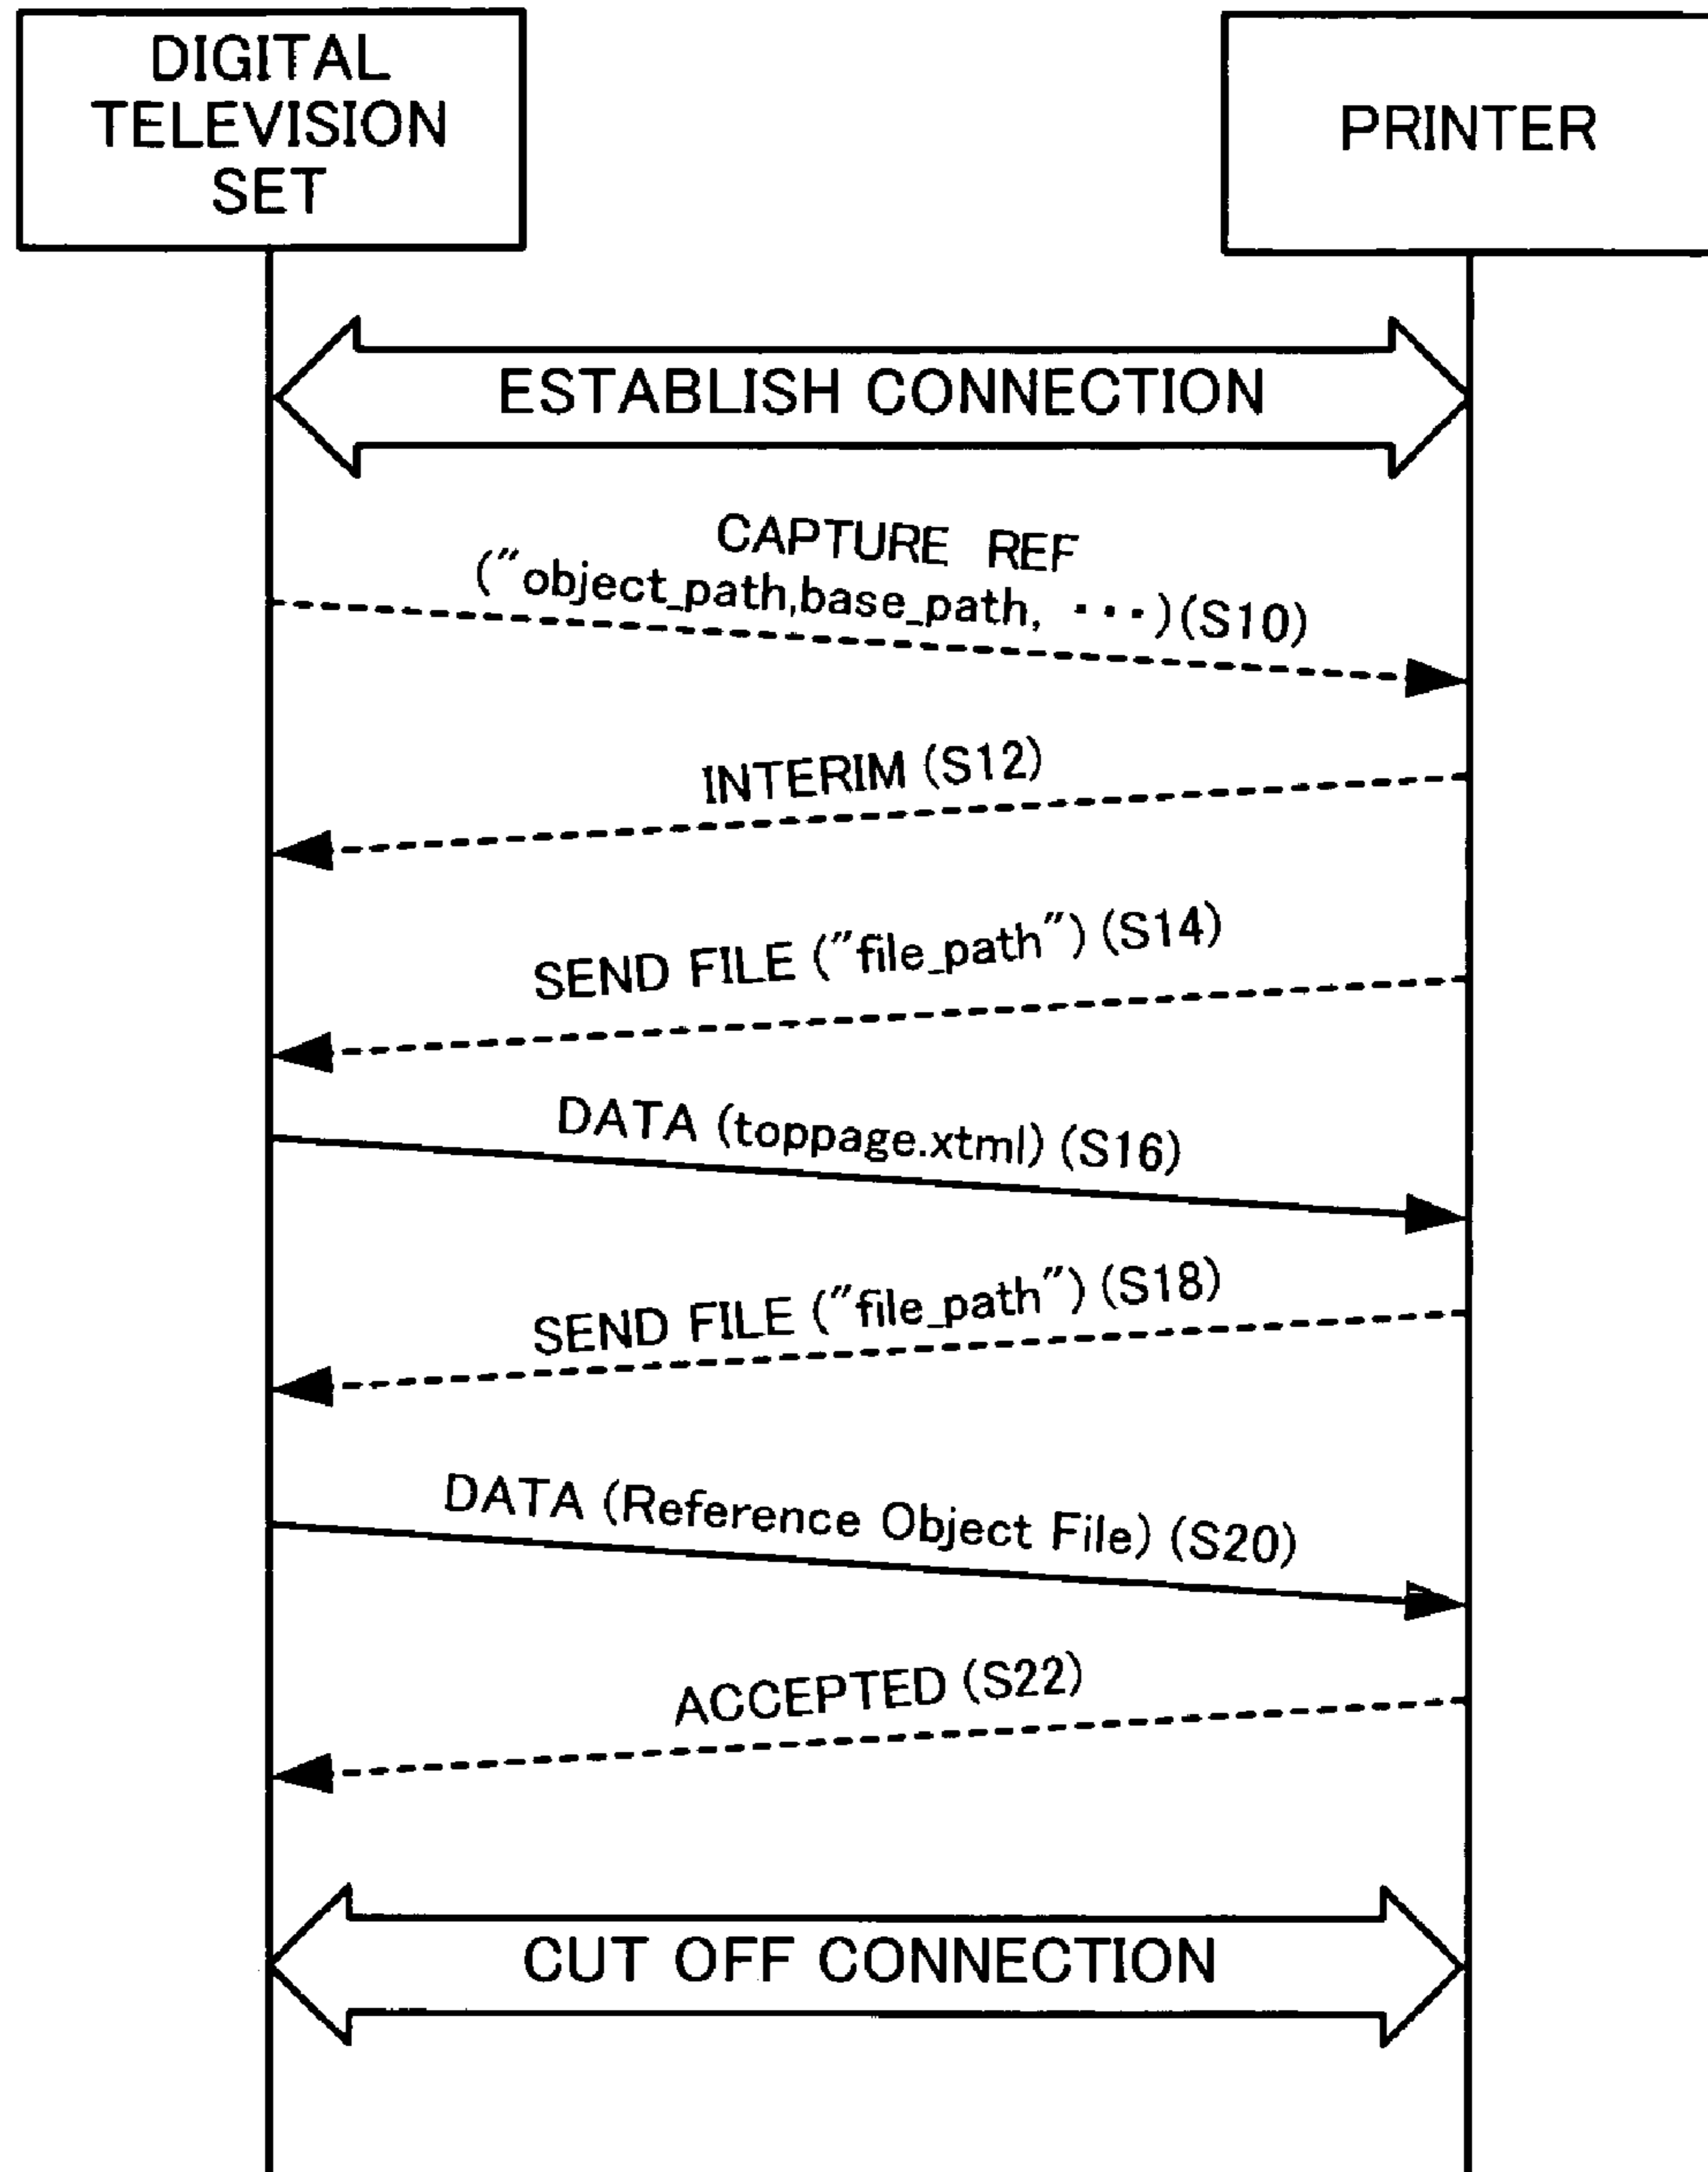 DIGITAL
TELEVISION
SET
PRINTER
ESTABLISH CONNECTION
CAPTURE REF
("object_path,base_path, ···)(S10)
INTERIM (S12)
SEND FILE ("file_path") (S14)
DATA (toppage.xtml) (S16)
SEND FILE ("file_path") (S18)
DATA (Reference Object File) (S20)
ACCEPTED (S22)
CUT OFF CONNECTION